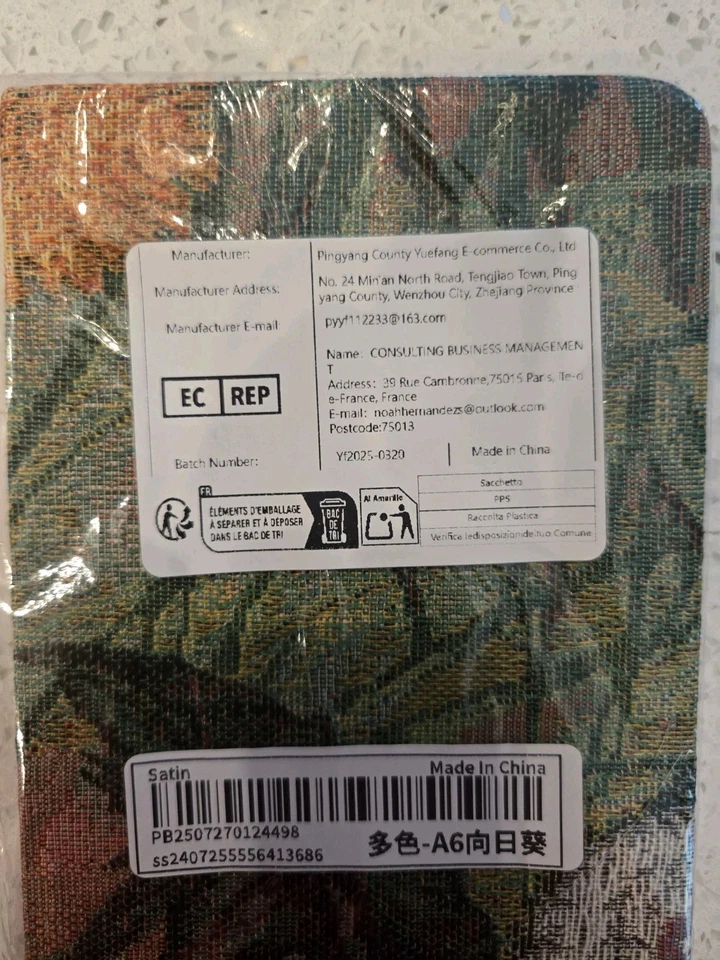 Manufacturer: Pingyang County Yuefang E-commerce Co., Ltd
Manufacturer Address: No. 24 Min'an North Road, Tengjiao Town, Ping
yang County, Wenzhou City, Zhejiang Province
Manufacturer E-mail pyyf112233@163.com
EC REP
Name: CONSULTING BUSINESS MANAGEMEN
T
Address: 39 Rue Cambronne,75015 Paris, Île-d
e-France, France
E-mail: noahhernandezs@outlook.com
Postcode:75013
Batch Number: Yf2025-0320 Made in China
FR
ÉLÉMENTS D'EMBALLAGE
À SÉPARER ET À DÉPOSER
DANS LE BAC DE TRI
BAC
DE
TRI
Al Amarillo
Sacchetto
PP5
Raccolta Plastica
Verifica ledisposizionideltuo Comune
Satin Made In China
PB2507270124498
ss2407255556413686
多色-A6向日葵